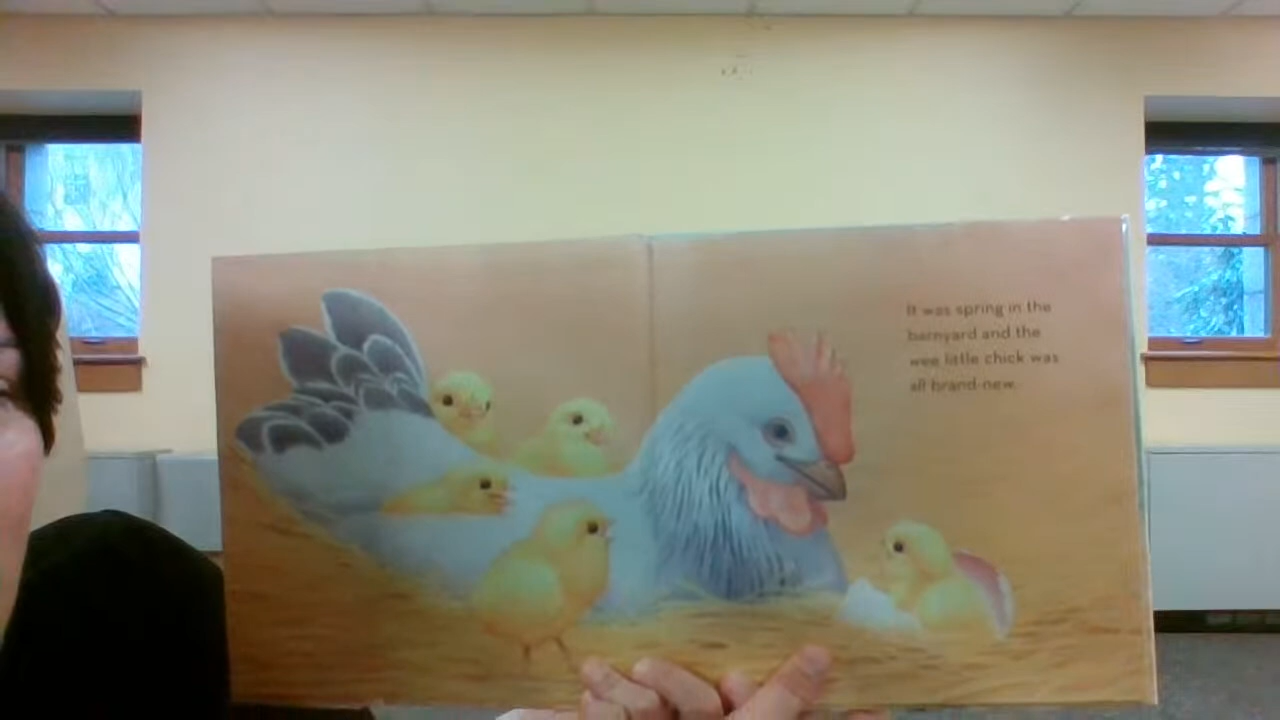 It was spring in the
barnyard and the
wee little chick was
all brand-new.